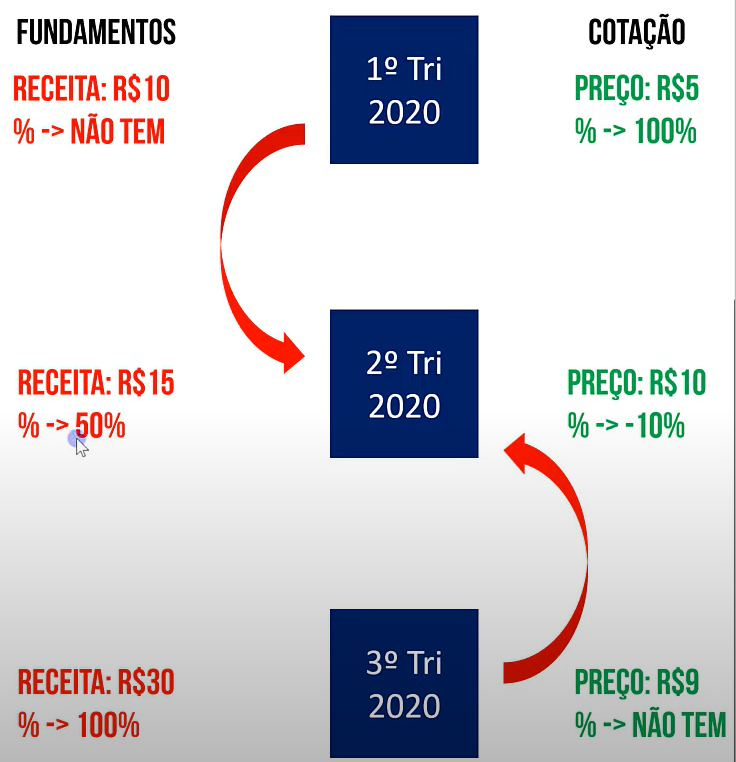 FUNDAMENTOS
COTAÇÃO
RECEITA: R$10
% -> NÃO TEM
1º Tri
2020
PREÇO: R$5
% -> 100%
RECEITA: R$15
% -> 50%
2º Tri
2020
PREÇO: R$10
% -> -10%
RECEITA: R$30
% -> 100%
3º Tri
2020
PREÇO: R$9
% -> NÃO TEM